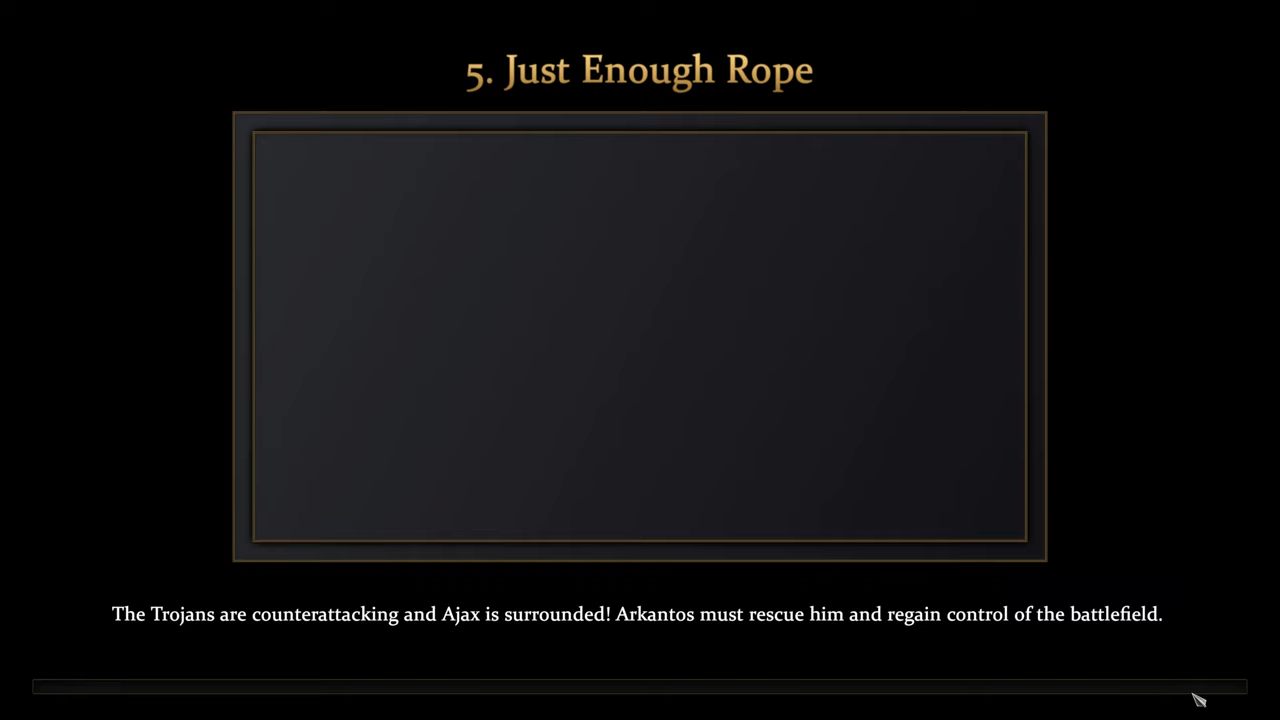 5. Just Enough Rope
The Trojans are counterattacking and Ajax is surrounded! Arkantos must rescue him and regain control of the battlefield.